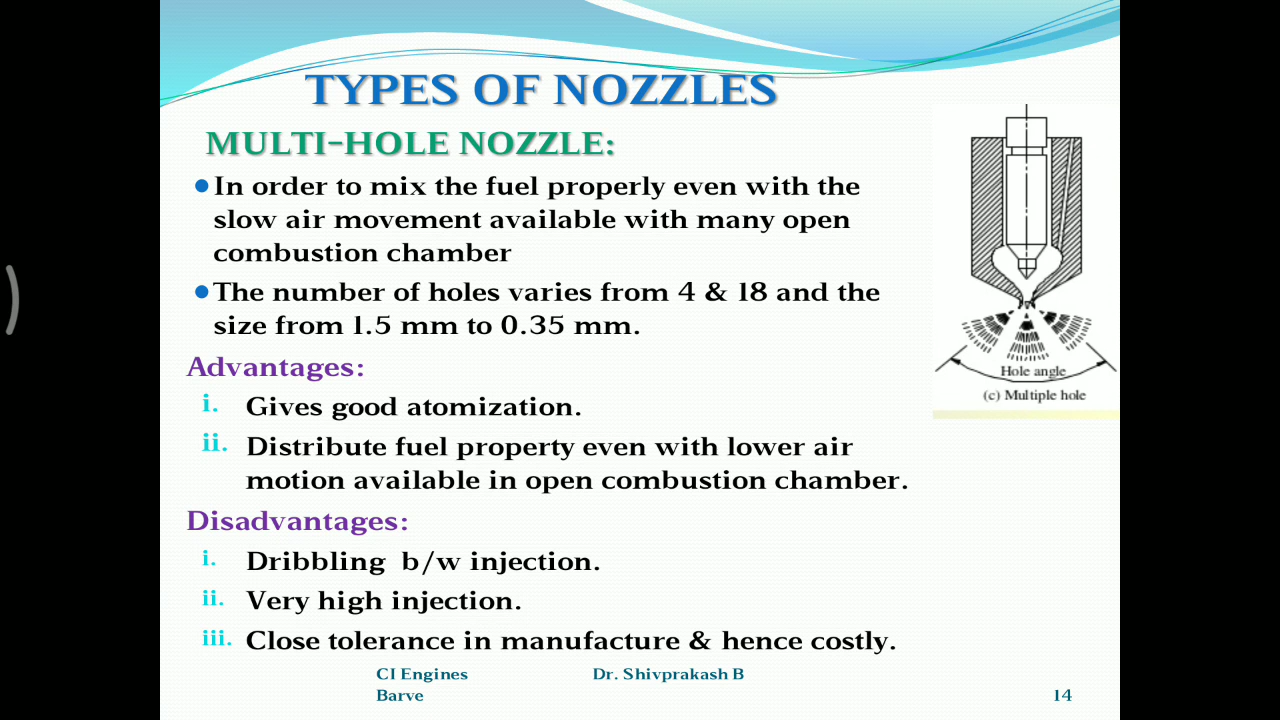 TYPES OF NOZZLES
MULTI-HOLE NOZZLE:
●In order to mix the fuel properly even with the
slow air movement available with many open
combustion chamber
●The number of holes varies from 4 & 18 and the
size from 1.5 mm to 0.35 mm.
Advantages:
i. Gives good atomization.
ii. Distribute fuel property even with lower air
motion available in open combustion chamber.
Disadvantages:
i. Dribbling b/w injection.
ii. Very high injection.
iii. Close tolerance in manufacture & hence costly.
Hole angle
(c) Multiple hole
CI Engines Dr. Shivprakash B
Barve
14